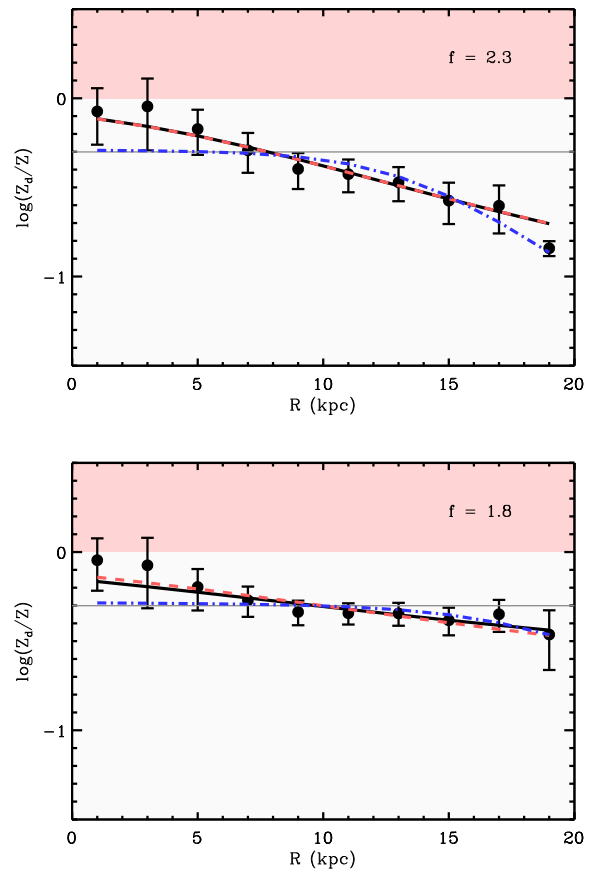 f = 2.3
0
−1
log(Z_d/Z)
0 5 10 15 20
R (kpc)
f = 1.8
0
−1
log(Z_d/Z)
0 5 10 15 20
R (kpc)